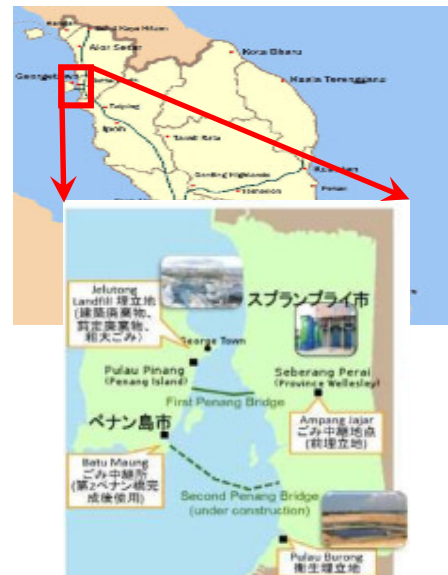 Alor Setar
Kota Bharu
Georgetown
Kuala Terengganu
Taiping
Ipoh
Genting Highlands
Kuantan
Jelutong
Landfill 埋立地
(建築廃棄物、
剪定廃棄物、
粗大ごみ)
スプランプライ市
George Town
Pulau Pinang
(Penang Island)
Seberang Perai
(Province Wellesley)
First Penang Bridge
ペナン島市
Ampang Jajar
ごみ中継地点
(前埋立地)
Batu Maung
ごみ中継所
(第2ペナン橋完
成後使用)
Second Penang Bridge
(under construction)
Pulau Burong
衛生埋立地